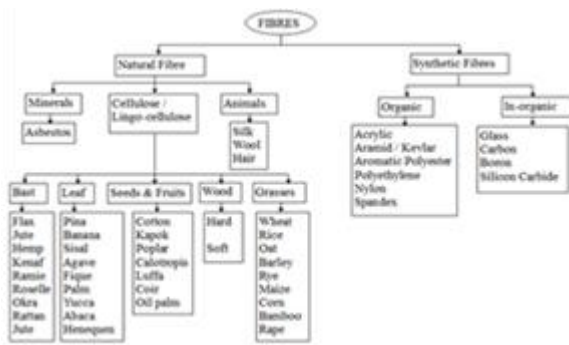 FIBRES
Natural Fibre
Synthetic Fibres
Minerals
Cellulose /
Lingo-cellulose
Animals
Organic
In-organic
Asbestos
Silk
Wool
Hair
Acrylic
Aramid / Kevlar
Aromatic Polyester
Polyethylene
Nylon
Spandex
Glass
Carbon
Boron
Silicon Carbide
Bast
Leaf
Seeds & Fruits
Wood
Grasses
Flax
Jute
Hemp
Kenaf
Ramie
Roselle
Okra
Rattan
Jute
Pina
Banana
Sisal
Agave
Fique
Palm
Yucca
Abaca
Henequen
Cotton
Kapok
Poplar
Calotropis
Luffa
Coir
Oil palm
Hard
Soft
Wheat
Rice
Oat
Barley
Rye
Maize
Corn
Bamboo
Rape